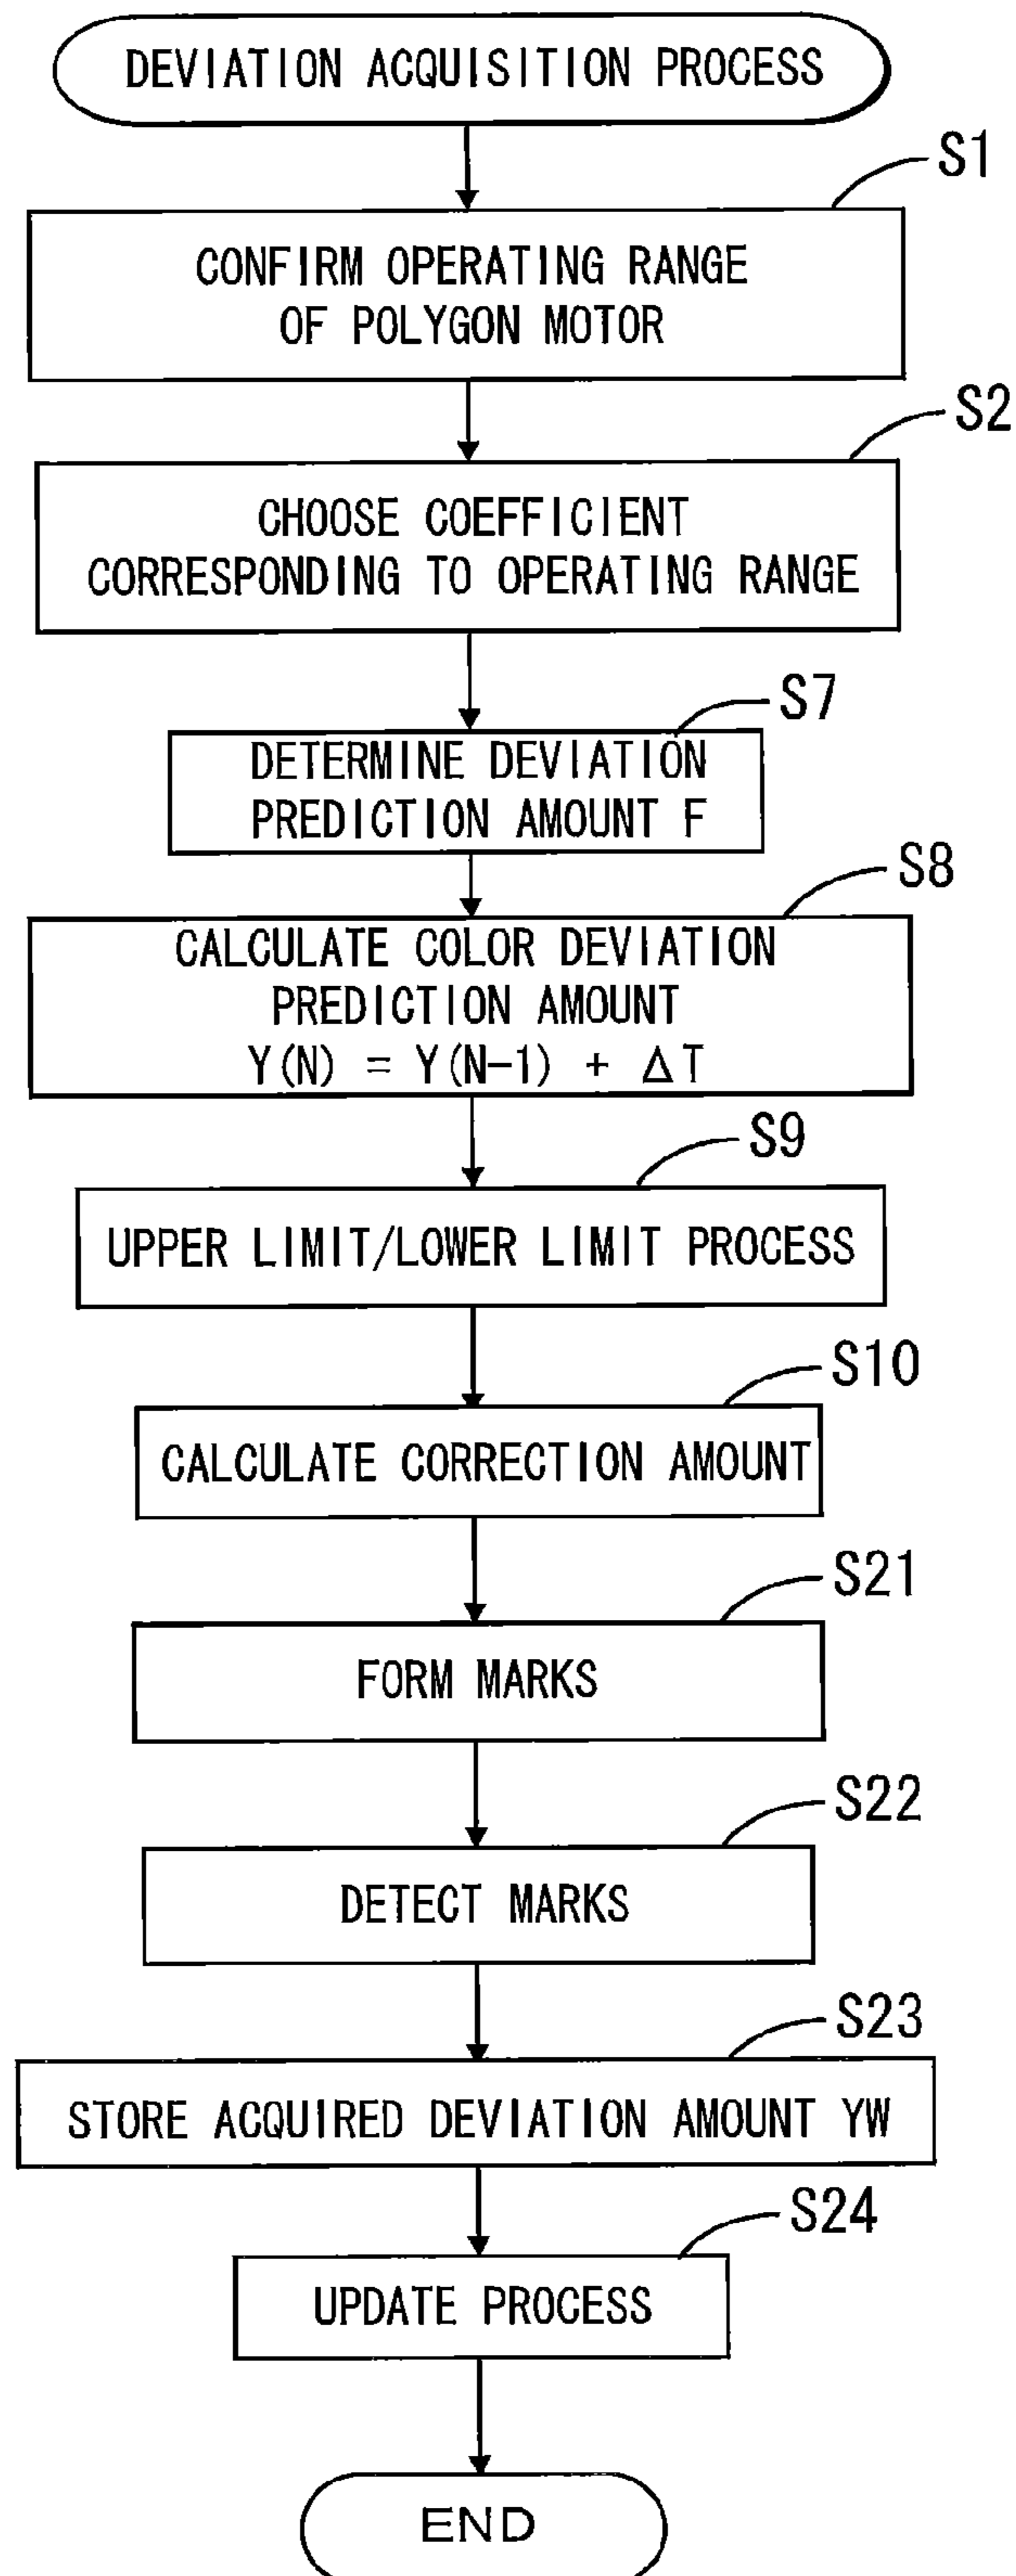 DEVIATION ACQUISITION PROCESS
S1
CONFIRM OPERATING RANGE
OF POLYGON MOTOR
S2
CHOOSE COEFFICIENT
CORRESPONDING TO OPERATING RANGE
S7
DETERMINE DEVIATION
PREDICTION AMOUNT F
S8
CALCULATE COLOR DEVIATION
PREDICTION AMOUNT
Y(N) = Y(N-1) + ΔT
S9
UPPER LIMIT/LOWER LIMIT PROCESS
S10
CALCULATE CORRECTION AMOUNT
S21
FORM MARKS
S22
DETECT MARKS
S23
STORE ACQUIRED DEVIATION AMOUNT YW
S24
UPDATE PROCESS
END